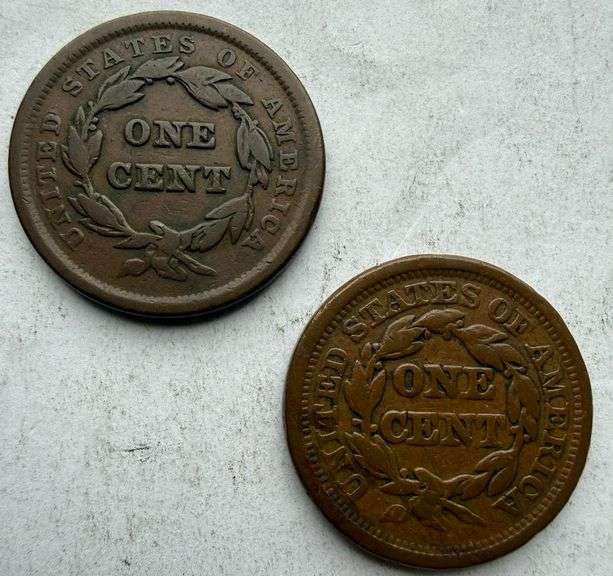 UNITED STATES OF AMERICA
ONE
CENT
UNITED STATES OF AMERICA
ONE
CENT